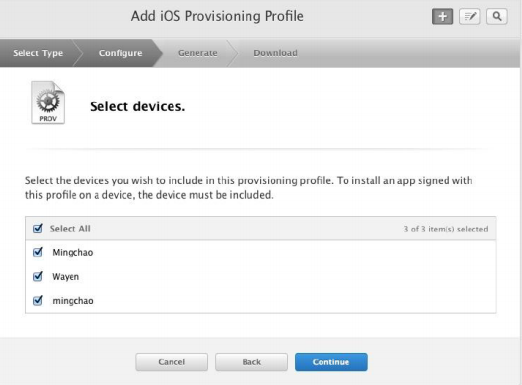 Add iOS Provisioning Profile
Select Type
Configure
Generate
Download
PROV
Select devices.
Select the devices you wish to include in this provisioning profile. To install an app signed with
this profile on a device, the device must be included.
Select All
3 of 3 item(s) selected
Mingchao
Wayen
mingchao
Cancel
Back
Continue